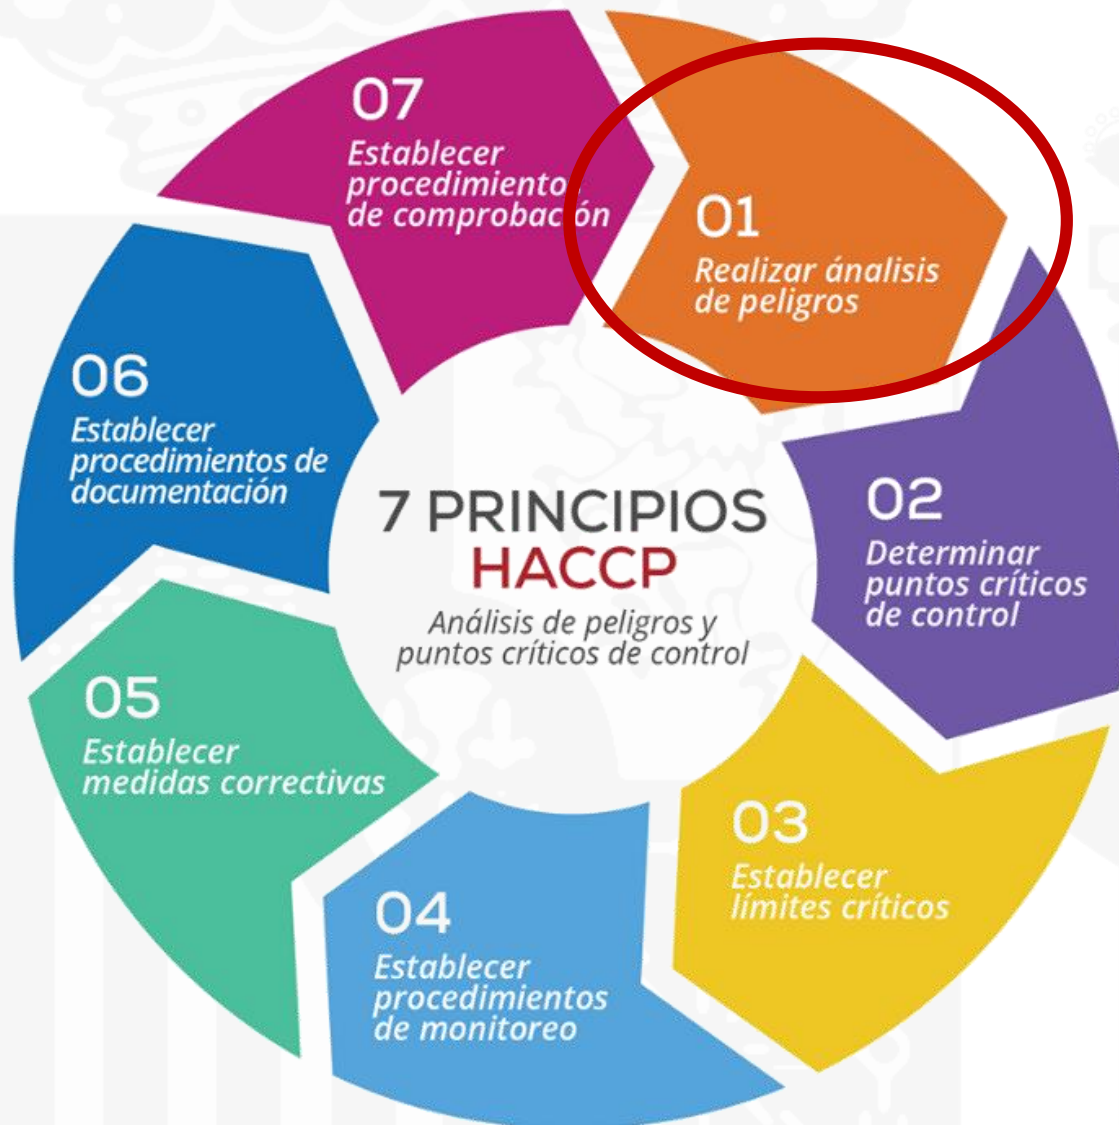 7 PRINCIPIOS
HACCP
Análisis de peligros y
puntos críticos de control
01
Realizar ánalisis
de peligros
02
Determinar
puntos críticos
de control
03
Establecer
límites críticos
04
Establecer
procedimientos
de monitoreo
05
Establecer
medidas correctivas
06
Establecer
procedimientos de
documentación
07
Establecer
procedimientos
de comprobación